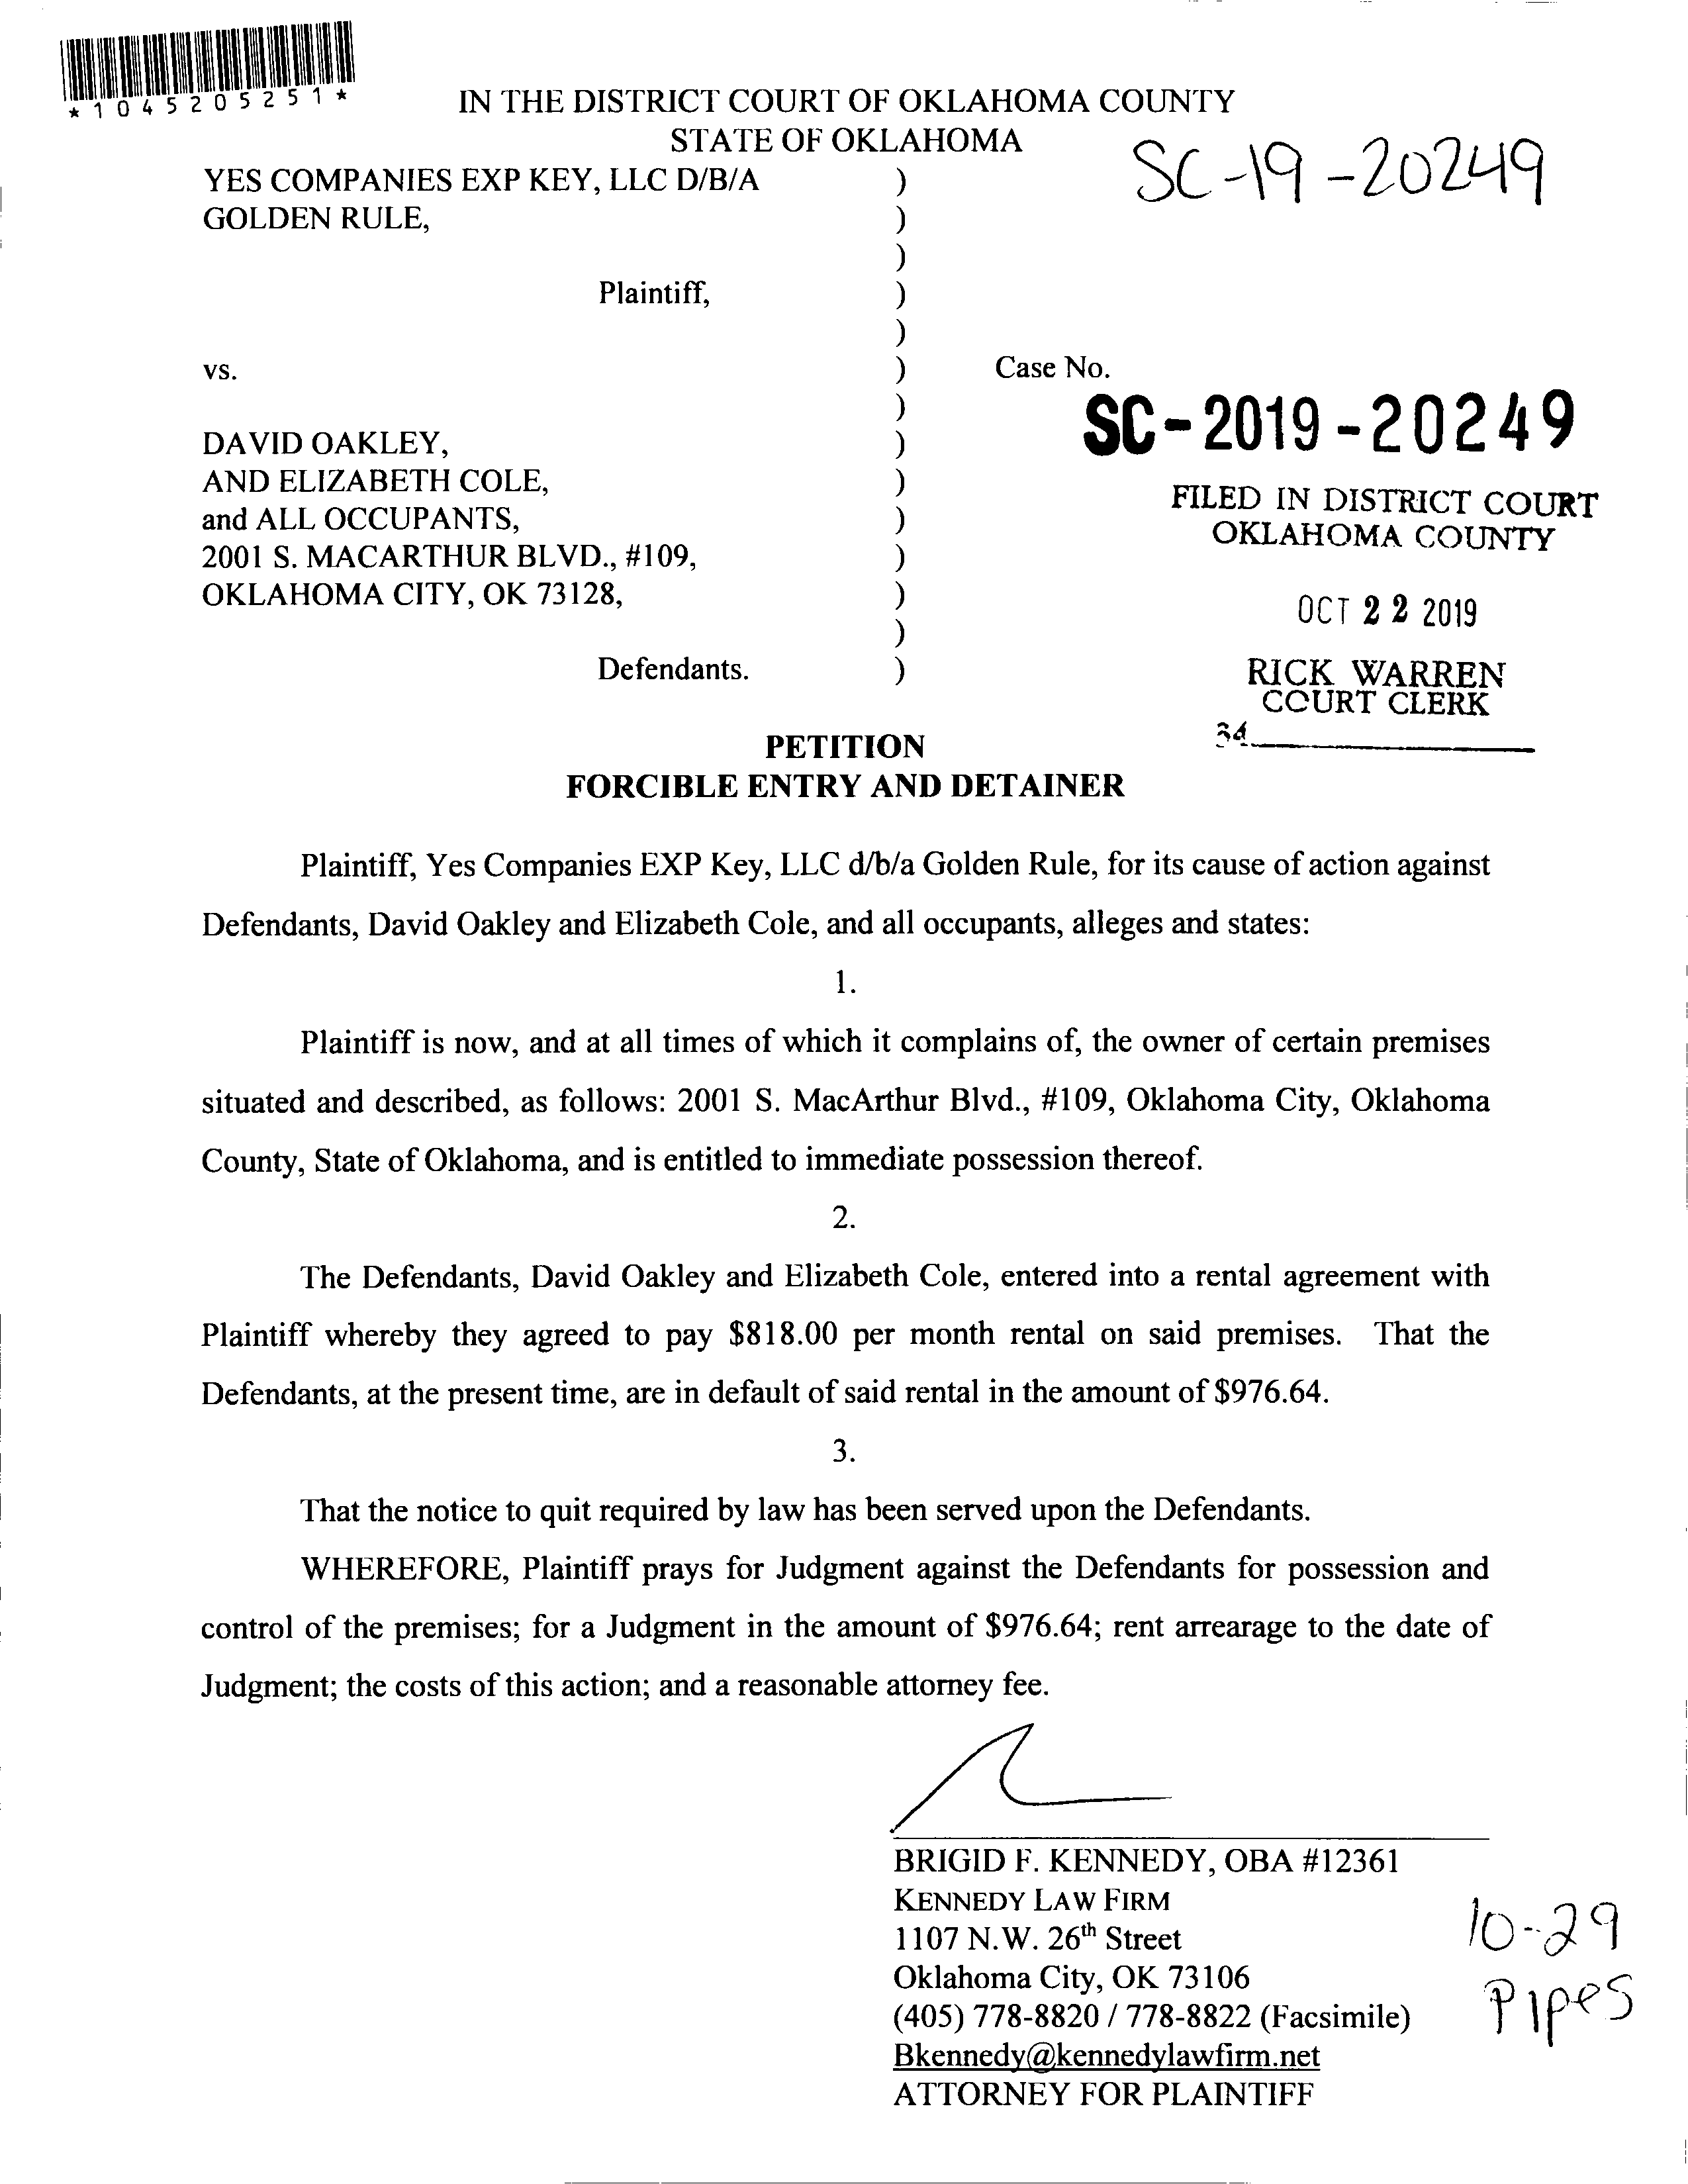 *1045205251*
IN THE DISTRICT COURT OF OKLAHOMA COUNTY
STATE OF OKLAHOMA
SC-19-20249
YES COMPANIES EXP KEY, LLC D/B/A )
GOLDEN RULE, )
)
Plaintiff, )
)
vs. ) Case No.
)
SC-2019-20249
DAVID OAKLEY, )
AND ELIZABETH COLE, )
and ALL OCCUPANTS, )
2001 S. MACARTHUR BLVD., #109, )
OKLAHOMA CITY, OK 73128, )
)
Defendants. )
FILED IN DISTRICT COURT
OKLAHOMA COUNTY
OCT 22 2019
RICK WARREN
COURT CLERK
34
PETITION
FORCIBLE ENTRY AND DETAINER
Plaintiff, Yes Companies EXP Key, LLC d/b/a Golden Rule, for its cause of action against
Defendants, David Oakley and Elizabeth Cole, and all occupants, alleges and states:
1.
Plaintiff is now, and at all times of which it complains of, the owner of certain premises
situated and described, as follows: 2001 S. MacArthur Blvd., #109, Oklahoma City, Oklahoma
County, State of Oklahoma, and is entitled to immediate possession thereof.
2.
The Defendants, David Oakley and Elizabeth Cole, entered into a rental agreement with
Plaintiff whereby they agreed to pay $818.00 per month rental on said premises. That the
Defendants, at the present time, are in default of said rental in the amount of $976.64.
3.
That the notice to quit required by law has been served upon the Defendants.
WHEREFORE, Plaintiff prays for Judgment against the Defendants for possession and
control of the premises; for a Judgment in the amount of $976.64; rent arrearage to the date of
Judgment; the costs of this action; and a reasonable attorney fee.
BRIGID F. KENNEDY, OBA #12361
KENNEDY LAW FIRM
1107 N.W. 26th Street
Oklahoma City, OK 73106
(405) 778-8820 / 778-8822 (Facsimile)
Bkennedy@kennedylawfirm.net
ATTORNEY FOR PLAINTIFF
10-29
Pipes